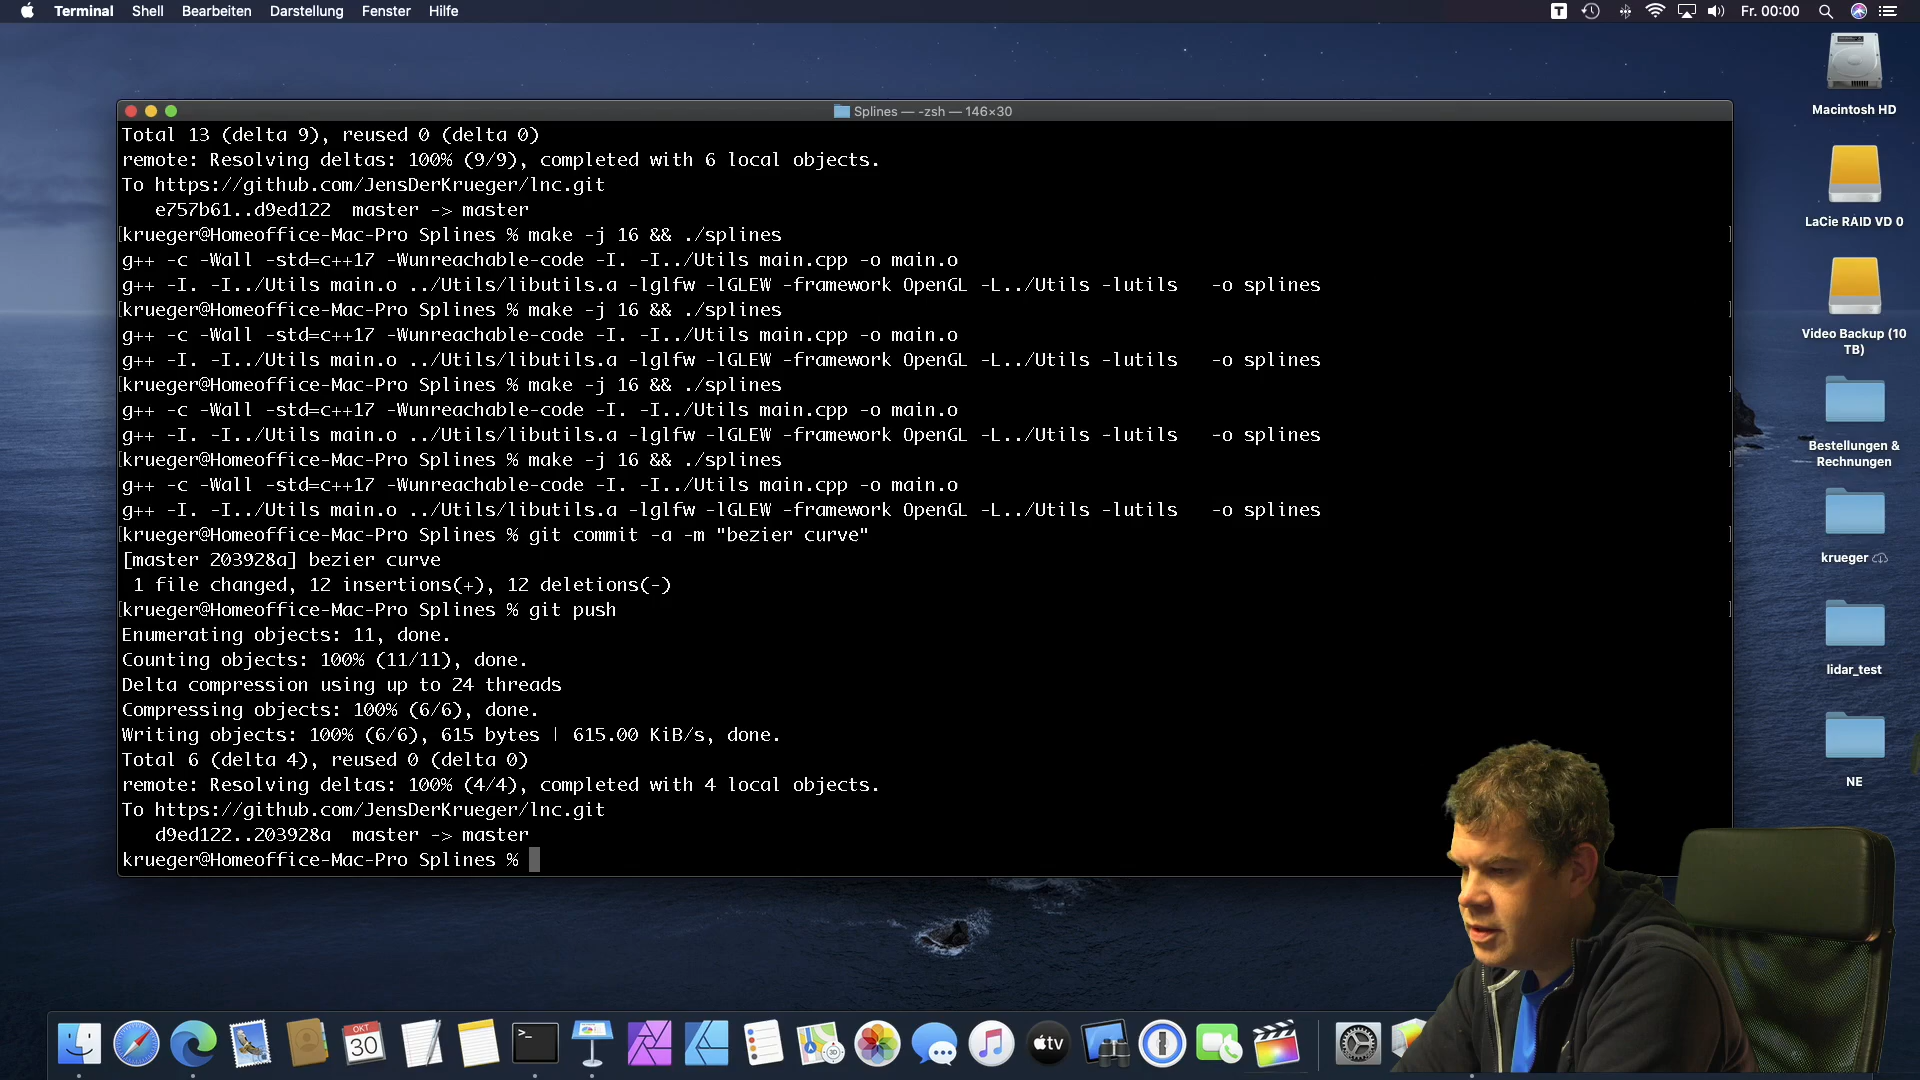 Terminal Shell Bearbeiten Darstellung Fenster Hilfe
T Fr. 00:00
Splines — -zsh — 146×30
Total 13 (delta 9), reused 0 (delta 0)
remote: Resolving deltas: 100% (9/9), completed with 6 local objects.
To https://github.com/JensDerKrueger/lnc.git
e757b61..d9ed122 master -> master
[krueger@Homeoffice-Mac-Pro Splines % make -j 16 && ./splines ]
g++ -c -Wall -std=c++17 -Wunreachable-code -I. -I../Utils main.cpp -o main.o
g++ -I. -I../Utils main.o ../Utils/libutils.a -lglfw -lGLEW -framework OpenGL -L../Utils -lutils -o splines
[krueger@Homeoffice-Mac-Pro Splines % make -j 16 && ./splines ]
g++ -c -Wall -std=c++17 -Wunreachable-code -I. -I../Utils main.cpp -o main.o
g++ -I. -I../Utils main.o ../Utils/libutils.a -lglfw -lGLEW -framework OpenGL -L../Utils -lutils -o splines
[krueger@Homeoffice-Mac-Pro Splines % make -j 16 && ./splines ]
g++ -c -Wall -std=c++17 -Wunreachable-code -I. -I../Utils main.cpp -o main.o
g++ -I. -I../Utils main.o ../Utils/libutils.a -lglfw -lGLEW -framework OpenGL -L../Utils -lutils -o splines
[krueger@Homeoffice-Mac-Pro Splines % make -j 16 && ./splines ]
g++ -c -Wall -std=c++17 -Wunreachable-code -I. -I../Utils main.cpp -o main.o
g++ -I. -I../Utils main.o ../Utils/libutils.a -lglfw -lGLEW -framework OpenGL -L../Utils -lutils -o splines
[krueger@Homeoffice-Mac-Pro Splines % git commit -a -m "bezier curve" ]
[master 203928a] bezier curve
1 file changed, 12 insertions(+), 12 deletions(-)
[krueger@Homeoffice-Mac-Pro Splines % git push ]
Enumerating objects: 11, done.
Counting objects: 100% (11/11), done.
Delta compression using up to 24 threads
Compressing objects: 100% (6/6), done.
Writing objects: 100% (6/6), 615 bytes | 615.00 KiB/s, done.
Total 6 (delta 4), reused 0 (delta 0)
remote: Resolving deltas: 100% (4/4), completed with 4 local objects.
To https://github.com/JensDerKrueger/lnc.git
d9ed122..203928a master -> master
krueger@Homeoffice-Mac-Pro Splines %
Macintosh HD
LaCie RAID VD 0
Video Backup (10
TB)
Bestellungen &
Rechnungen
krueger
lidar_test
NE
OKT
30
>_
tv